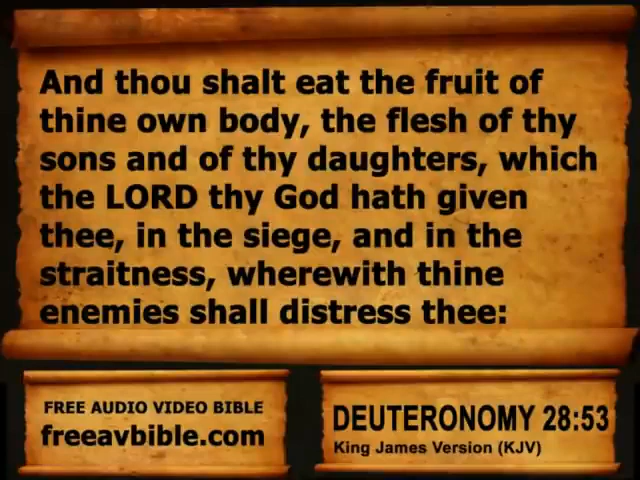 And thou shalt eat the fruit of
thine own body, the flesh of thy
sons and of thy daughters, which
the LORD thy God hath given
thee, in the siege, and in the
straitness, wherewith thine
enemies shall distress thee:
FREE AUDIO VIDEO BIBLE
freeavbible.com
DEUTERONOMY 28:53
King James Version (KJV)